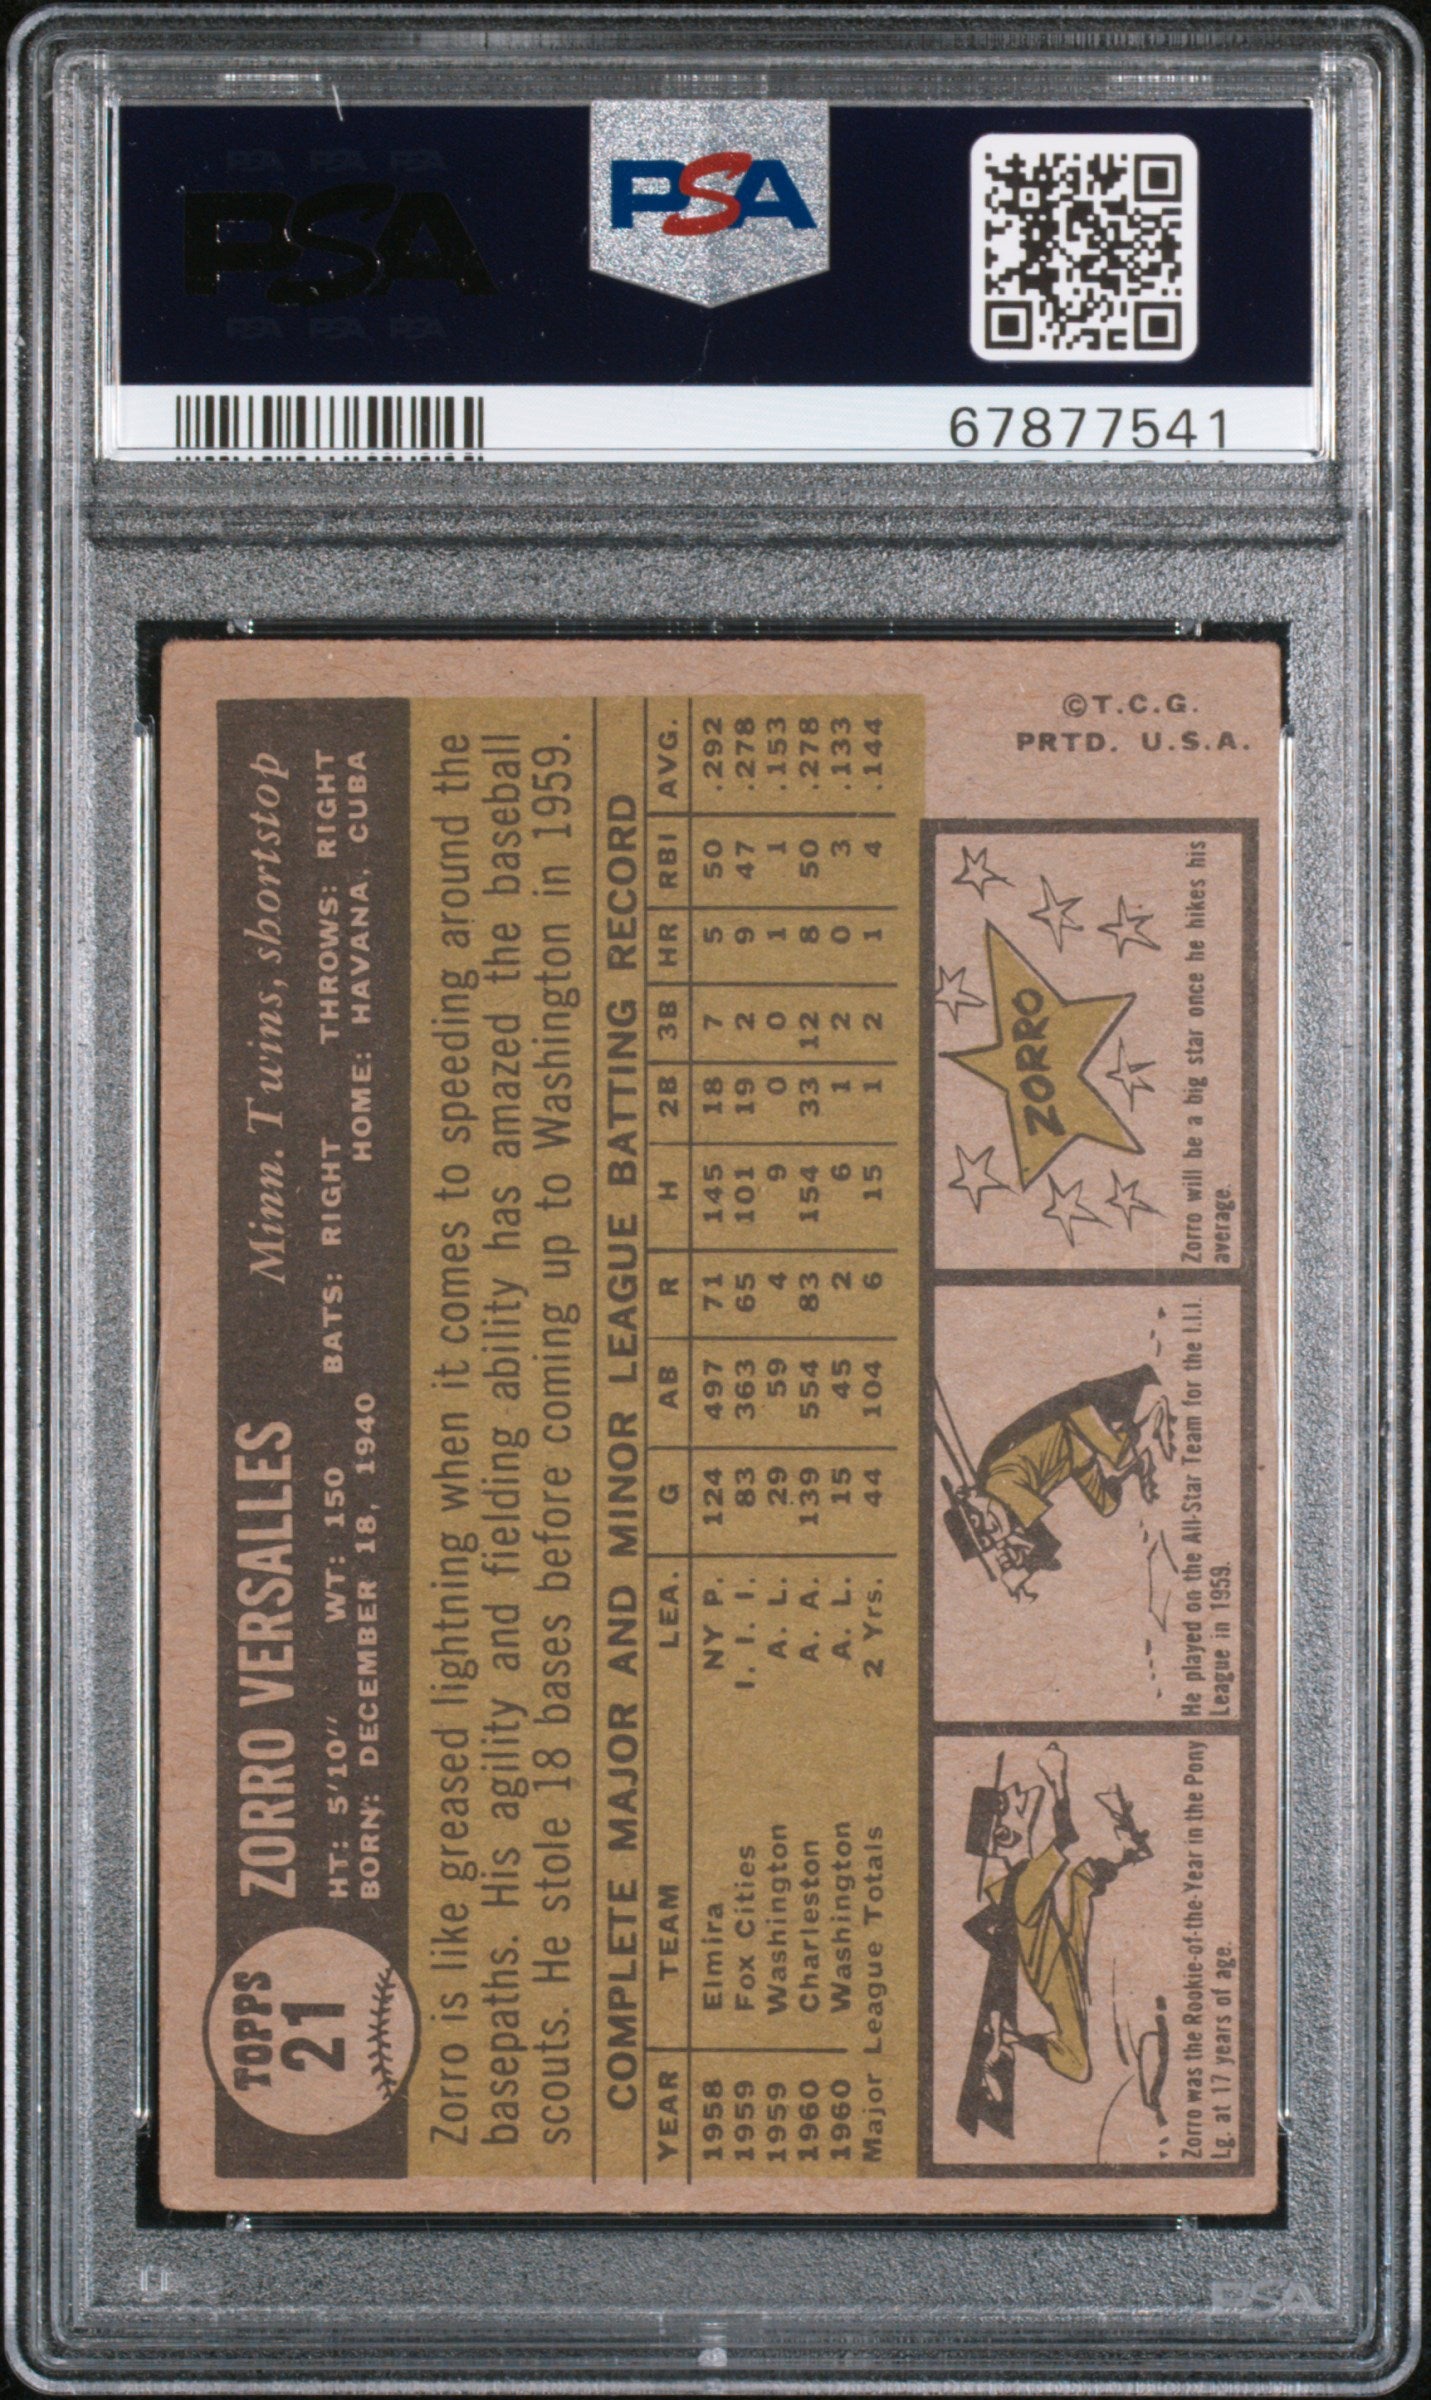 PSA PSA PSA
PSA
PSA PSA PSA
PSA
67877541
TOPPS
21
ZORRO VERSALLES Minn. Twins, shortstop
HT: 5'10" WT: 150 BATS: RIGHT THROWS: RIGHT
BORN: DECEMBER 18, 1940 HOME: HAVANA, CUBA
Zorro is like greased lightning when it comes to speeding around the
basepaths. His agility and fielding ability has amazed the baseball
scouts. He stole 18 bases before coming up to Washington in 1959.
COMPLETE MAJOR AND MINOR LEAGUE BATTING RECORD
YEAR TEAM LEA. G AB R H 2B 3B HR RBI AVG.
1958 Elmira NY P. 124 497 71 145 18 7 5 50 .292
1959 Fox Cities I. I. I. 83 363 65 101 19 2 9 47 .278
1959 Washington A. L. 29 59 4 9 0 0 1 1 .153
1960 Charleston A. A. 139 554 83 154 33 12 8 50 .278
1960 Washington A. L. 15 45 2 6 1 2 0 3 .133
Major League Totals 2 Yrs. 44 104 6 15 1 2 1 4 .144
Zorro was the Rookie-of-the-Year in the Pony
Lg. at 17 years of age.
He played on the All-Star Team for the I.I.I.
League in 1959.
ZORRO
Zorro will be a big star once he hikes his
average.
©T.C.G.
PRTD. U.S.A.
PSA